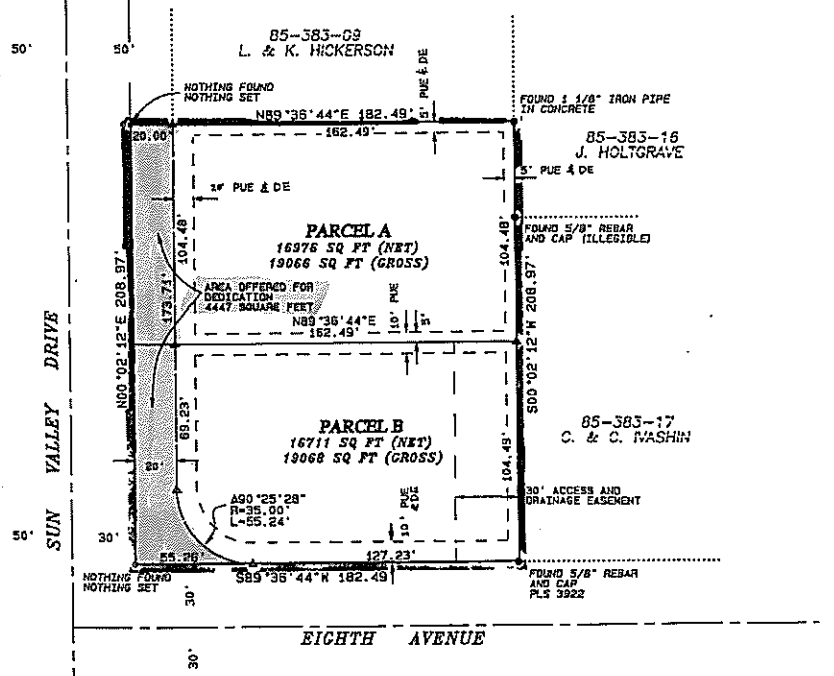 50'
50'
85-383-09
L. & K. HICKERSON
5' PUE & DE
NOTHING FOUND
NOTHING SET
FOUND 1 1/8" IRON PIPE
IN CONCRETE
N89°36'44"E 182.49'
20.00'
162.49'
85-383-16
J. HOLTGRAVE
5' PUE & DE
10' PUE & DE
PARCEL A
16976 SQ FT (NET)
19066 SQ FT (GROSS)
104.48'
104.48'
FOUND 5/8" REBAR
AND CAP (ILLEGIBLE)
AREA OFFERED FOR
DEDICATION
4447 SQUARE FEET
173.71'
N00°02'12"E 208.97'
S00°02'12"W 208.97'
N89°36'44"E
162.49'
10' PUE
5'
SUN VALLEY DRIVE
PARCEL B
16711 SQ FT (NET)
19068 SQ FT (GROSS)
69.23'
104.49'
85-383-17
C. & C. IVASHIN
20'
Δ90°25'28"
R=35.00'
L=55.24'
10' PUE
& DE
30' ACCESS AND
DRAINAGE EASEMENT
50'
30'
55.26'
127.23'
S89°36'44"W 182.49'
NOTHING FOUND
NOTHING SET
FOUND 5/8" REBAR
AND CAP
PLS 3922
30'
EIGHTH AVENUE
30'